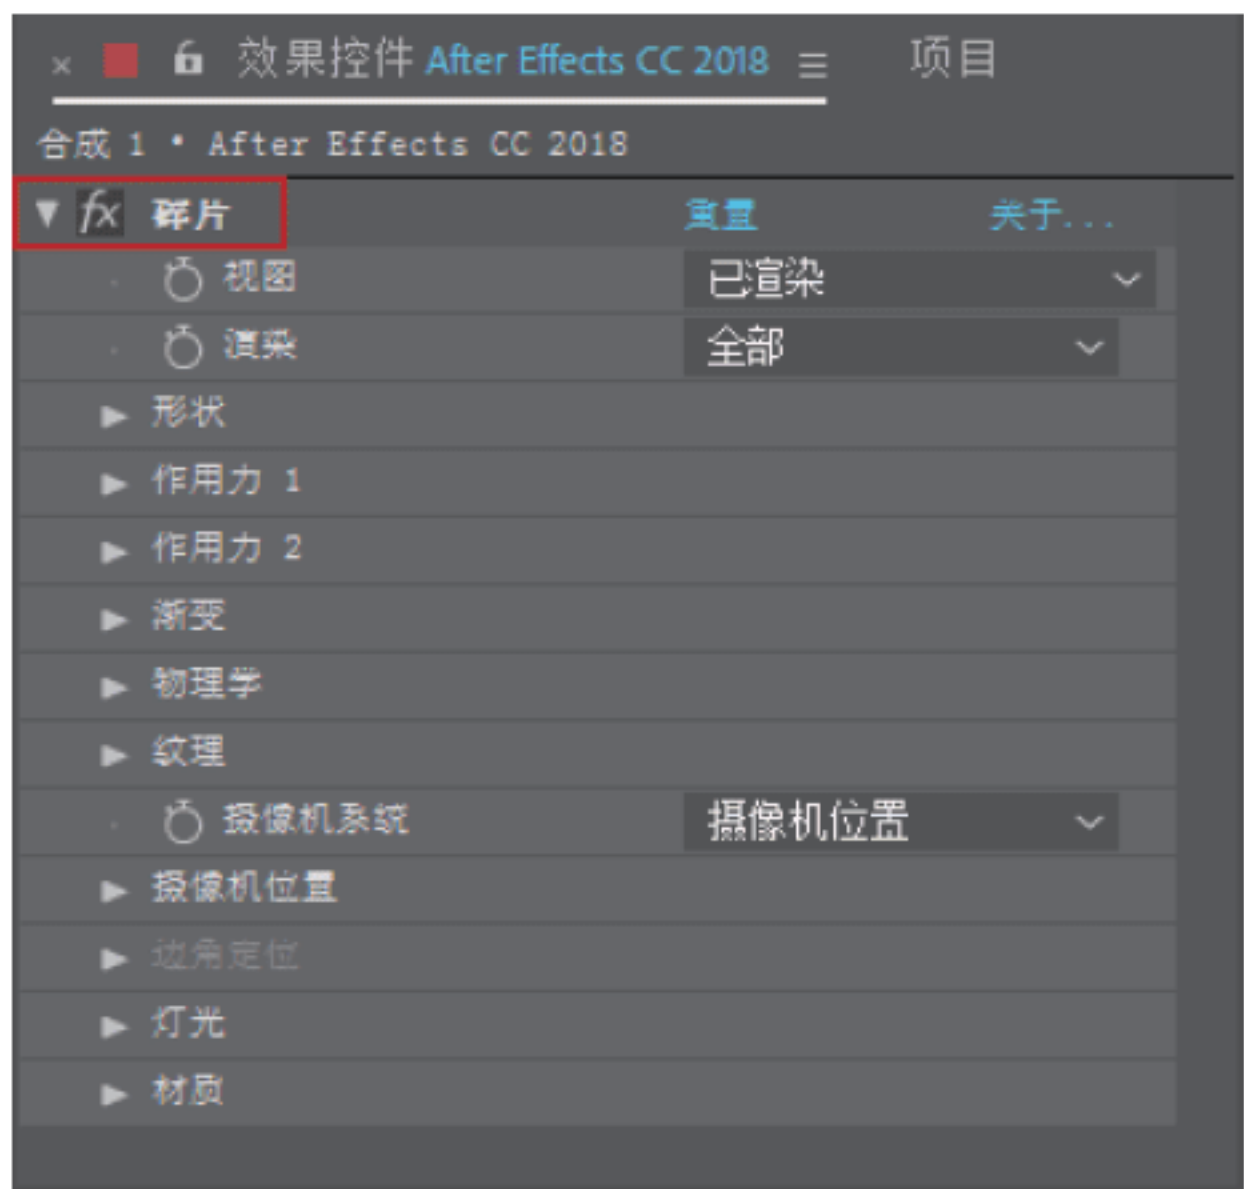 × 效果控件 After Effects CC 2018 ≡ 项目
合成 1 • After Effects CC 2018
fx 碎片 重置 关于...
视图 已渲染
渲染 全部
形状
作用力 1
作用力 2
渐变
物理学
纹理
摄像机系统 摄像机位置
摄像机位置
边角定位
灯光
材质